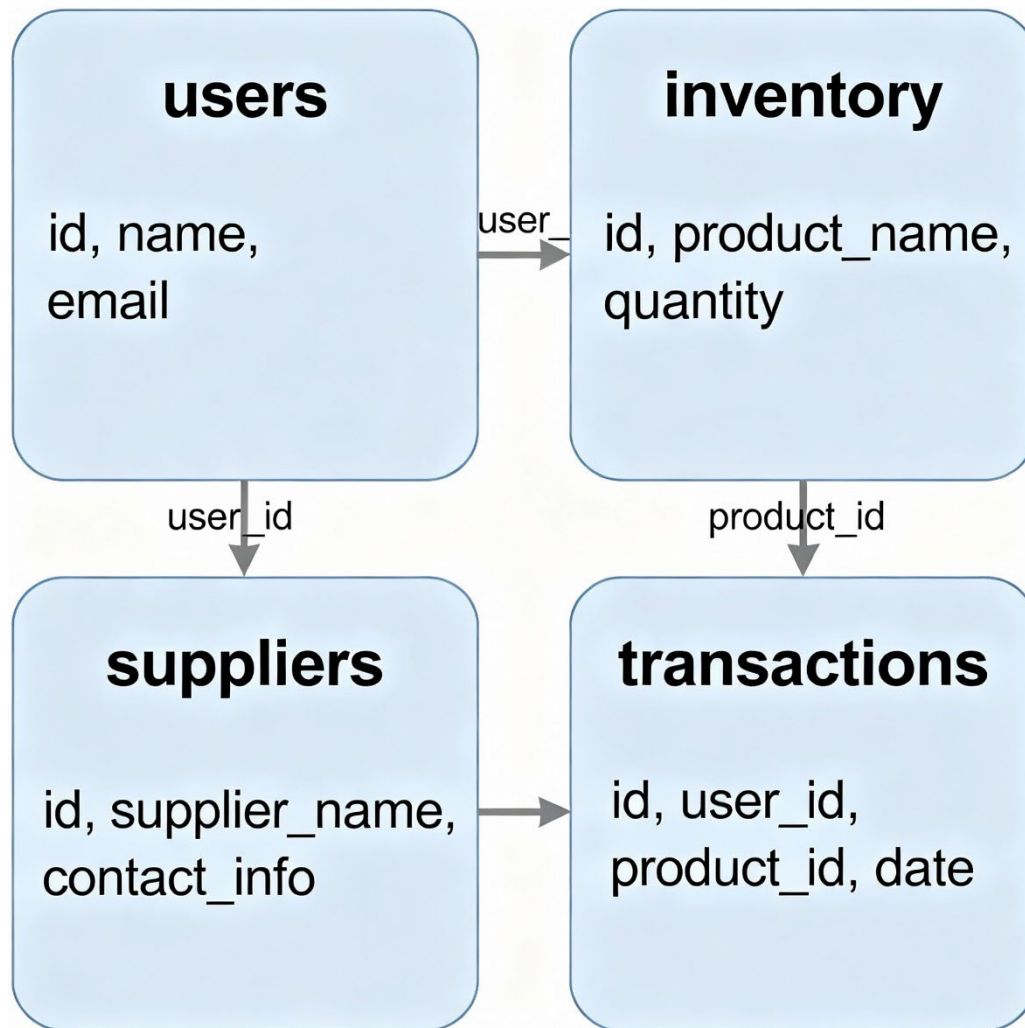 users
id, name,
email
user_
inventory
id, product_name,
quantity
user_id
product_id
suppliers
id, supplier_name,
contact_info
transactions
id, user_id,
product_id, date